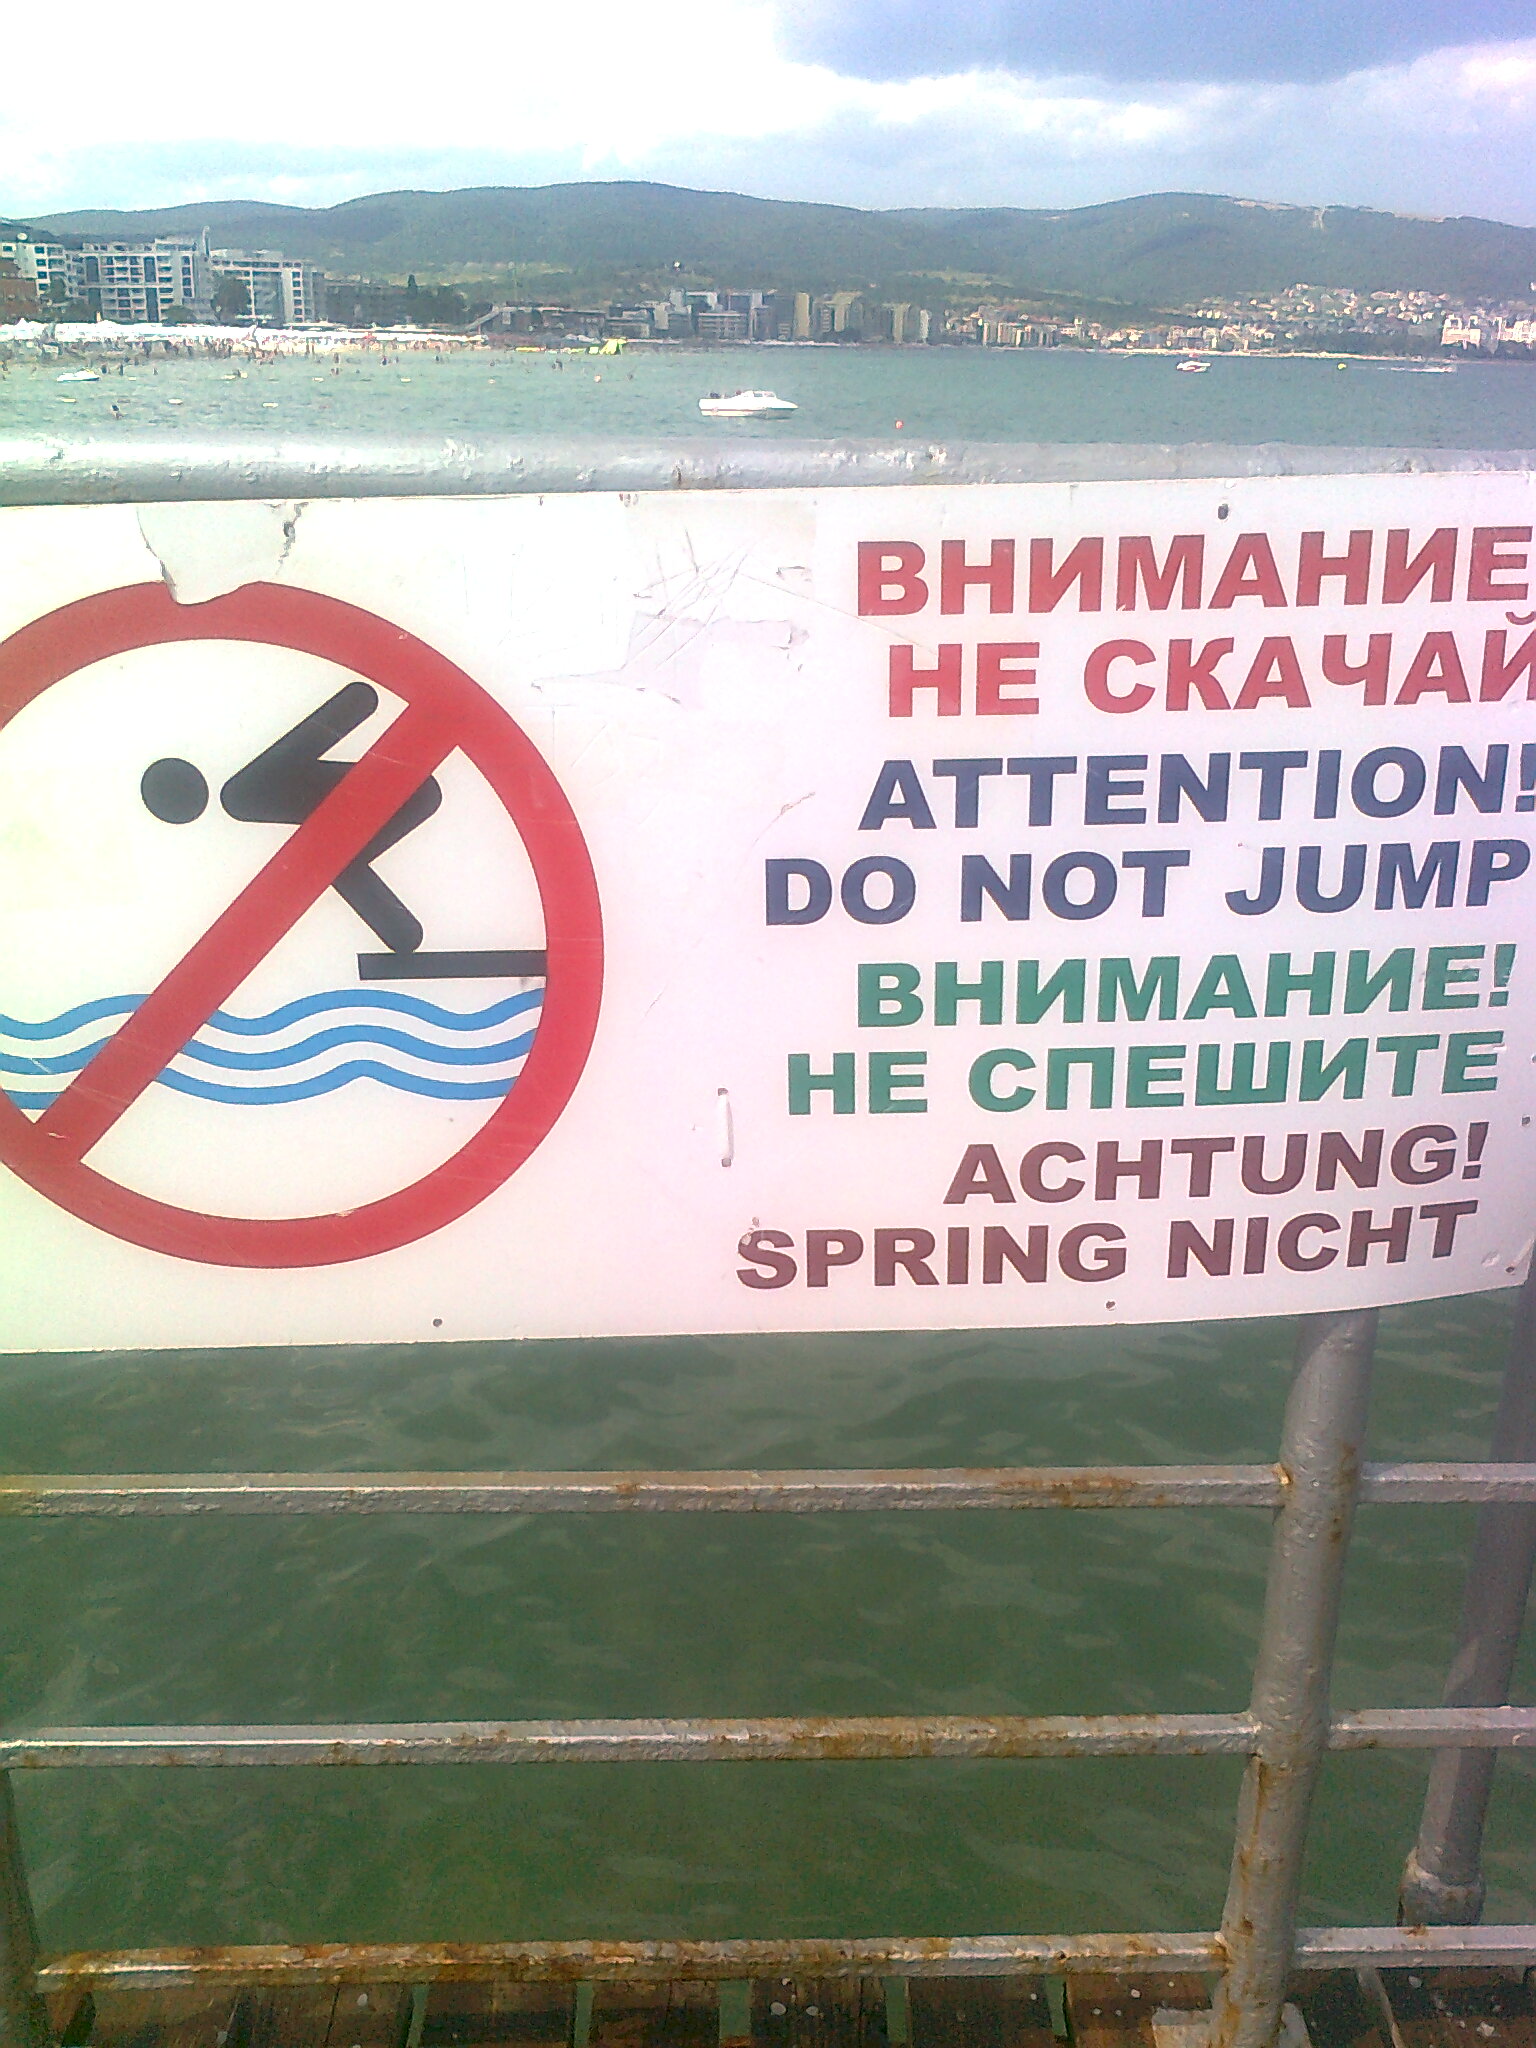 ВНИМАНИЕ
НЕ СКАЧАЙ
ATTENTION!
DO NOT JUMP
ВНИМАНИЕ!
НЕ СПЕШИТЕ
ACHTUNG!
SPRING NICHT